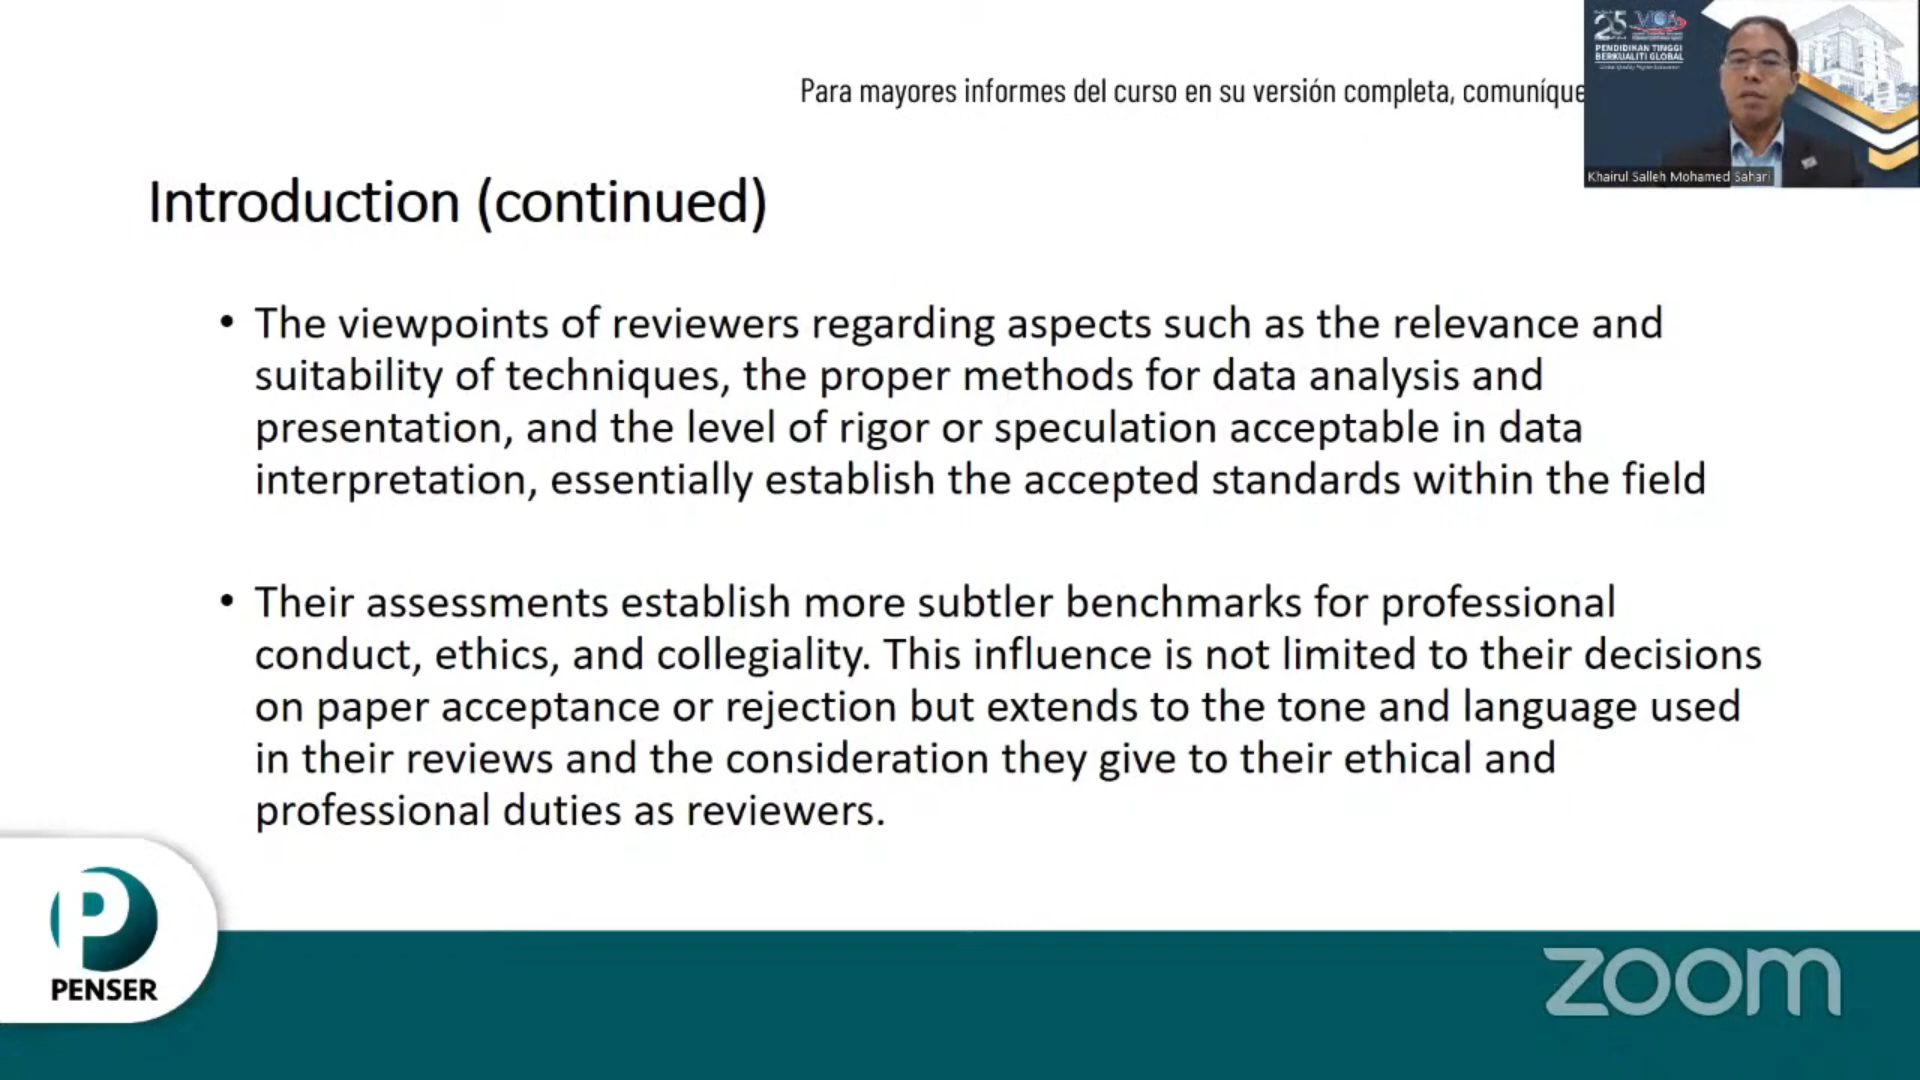 Para mayores informes del curso en su versión completa, comuníque
25
PENDIDIKAN TINGGI
BERKUALITI GLOBAL
Khairul Salleh Mohamed Sahari
Introduction (continued)
• The viewpoints of reviewers regarding aspects such as the relevance and
suitability of techniques, the proper methods for data analysis and
presentation, and the level of rigor or speculation acceptable in data
interpretation, essentially establish the accepted standards within the field
• Their assessments establish more subtler benchmarks for professional
conduct, ethics, and collegiality. This influence is not limited to their decisions
on paper acceptance or rejection but extends to the tone and language used
in their reviews and the consideration they give to their ethical and
professional duties as reviewers.
P
PENSER
zoom